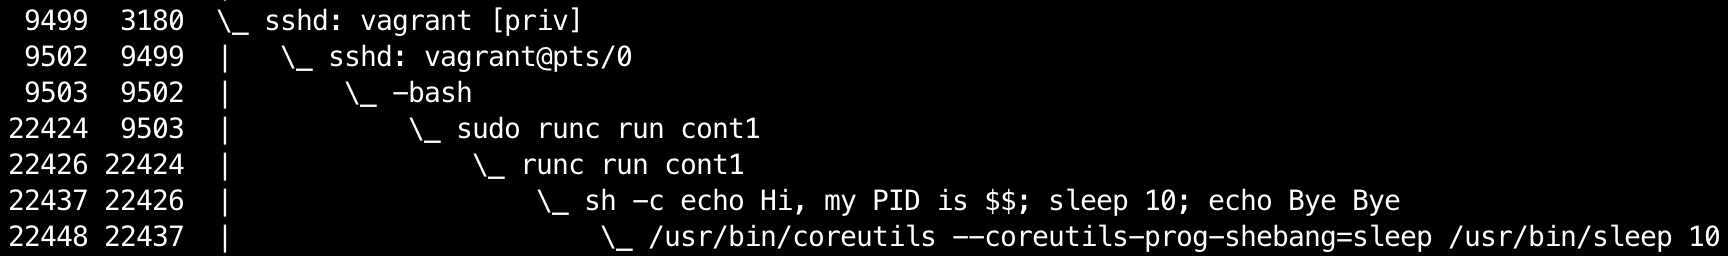 9499 3180 \_ sshd: vagrant [priv]
9502 9499 | \_ sshd: vagrant@pts/0
9503 9502 | \_ -bash
22424 9503 | \_ sudo runc run cont1
22426 22424 | \_ runc run cont1
22437 22426 | \_ sh -c echo Hi, my PID is $$; sleep 10; echo Bye Bye
22448 22437 | \_ /usr/bin/coreutils --coreutils-prog-shebang=sleep /usr/bin/sleep 10